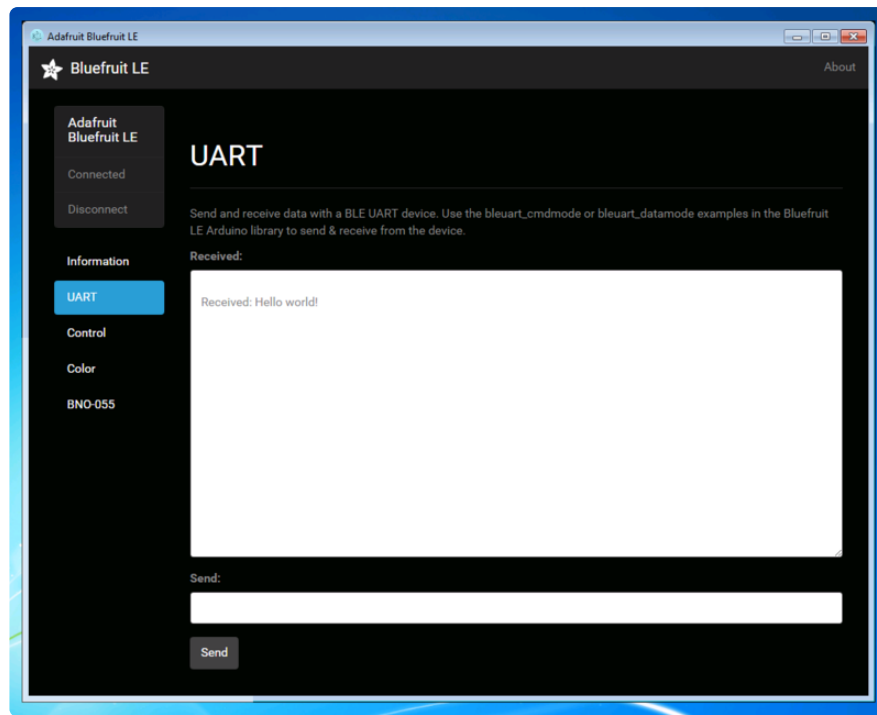 Adafruit Bluefruit LE
Bluefruit LE
About
Adafruit
Bluefruit LE
Connected
Disconnect
Information
UART
Control
Color
BNO-055
UART
Send and receive data with a BLE UART device. Use the bleuart_cmdmode or bleuart_datamode examples in the Bluefruit
LE Arduino library to send & receive from the device.
Received:
Received: Hello world!
Send:
Send